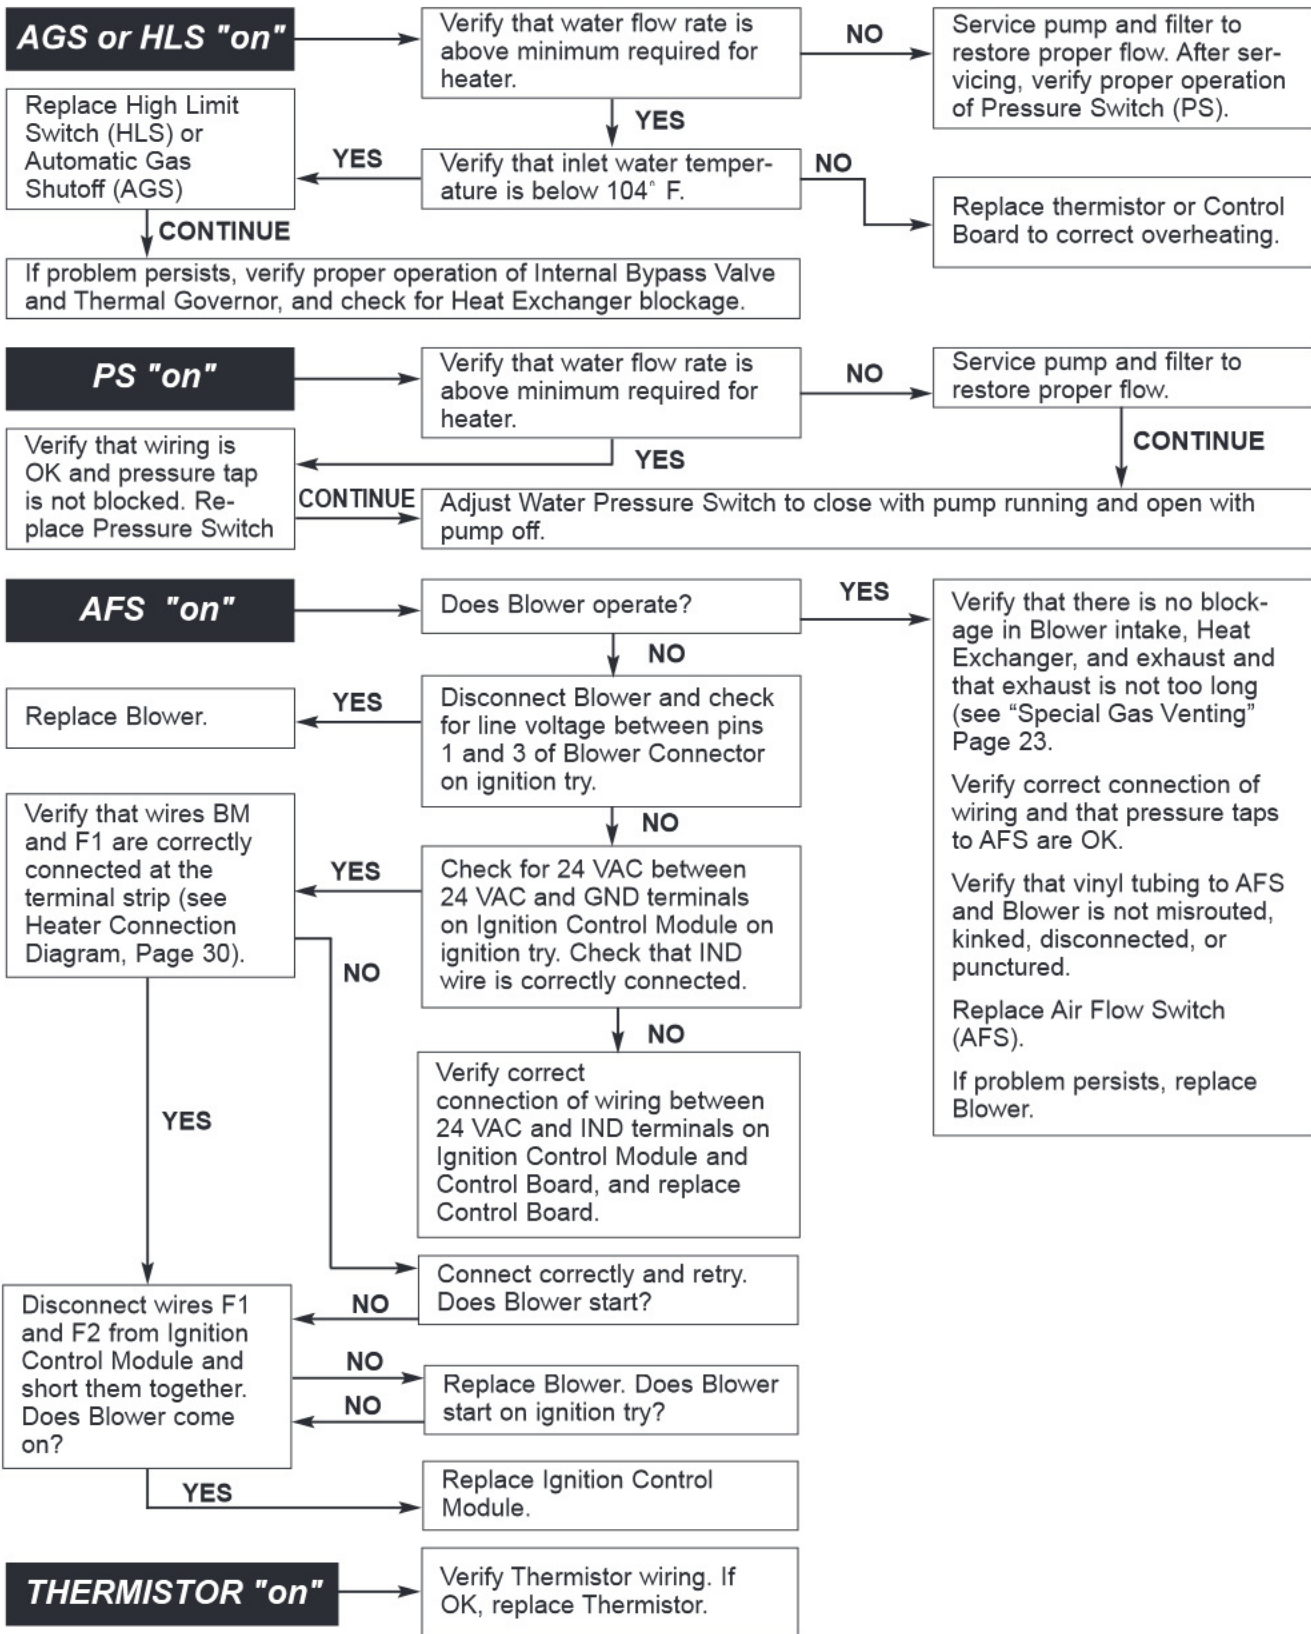 AGS or HLS "on"
Verify that water flow rate is
above minimum required for
heater.
NO
Service pump and filter to
restore proper flow. After ser-
vicing, verify proper operation
of Pressure Switch (PS).
YES
Replace High Limit
Switch (HLS) or
Automatic Gas
Shutoff (AGS)
YES
Verify that inlet water temper-
ature is below 104° F.
NO
Replace thermistor or Control
Board to correct overheating.
CONTINUE
If problem persists, verify proper operation of Internal Bypass Valve
and Thermal Governor, and check for Heat Exchanger blockage.
PS "on"
Verify that water flow rate is
above minimum required for
heater.
NO
Service pump and filter to
restore proper flow.
CONTINUE
YES
Verify that wiring is
OK and pressure tap
is not blocked. Re-
place Pressure Switch
CONTINUE
Adjust Water Pressure Switch to close with pump running and open with
pump off.
AFS "on"
Does Blower operate?
YES
Verify that there is no block-
age in Blower intake, Heat
Exchanger, and exhaust and
that exhaust is not too long
(see “Special Gas Venting”
Page 23.
Verify correct connection of
wiring and that pressure taps
to AFS are OK.
Verify that vinyl tubing to AFS
and Blower is not misrouted,
kinked, disconnected, or
punctured.
Replace Air Flow Switch
(AFS).
If problem persists, replace
Blower.
NO
Replace Blower.
YES
Disconnect Blower and check
for line voltage between pins
1 and 3 of Blower Connector
on ignition try.
NO
Verify that wires BM
and F1 are correctly
connected at the
terminal strip (see
Heater Connection
Diagram, Page 30).
YES
Check for 24 VAC between
24 VAC and GND terminals
on Ignition Control Module on
ignition try. Check that IND
wire is correctly connected.
NO
NO
Verify correct
connection of wiring between
24 VAC and IND terminals on
Ignition Control Module and
Control Board, and replace
Control Board.
YES
Connect correctly and retry.
Does Blower start?
NO
Disconnect wires F1
and F2 from Ignition
Control Module and
short them together.
Does Blower come
on?
NO
Replace Blower. Does Blower
start on ignition try?
NO
YES
Replace Ignition Control
Module.
THERMISTOR "on"
Verify Thermistor wiring. If
OK, replace Thermistor.